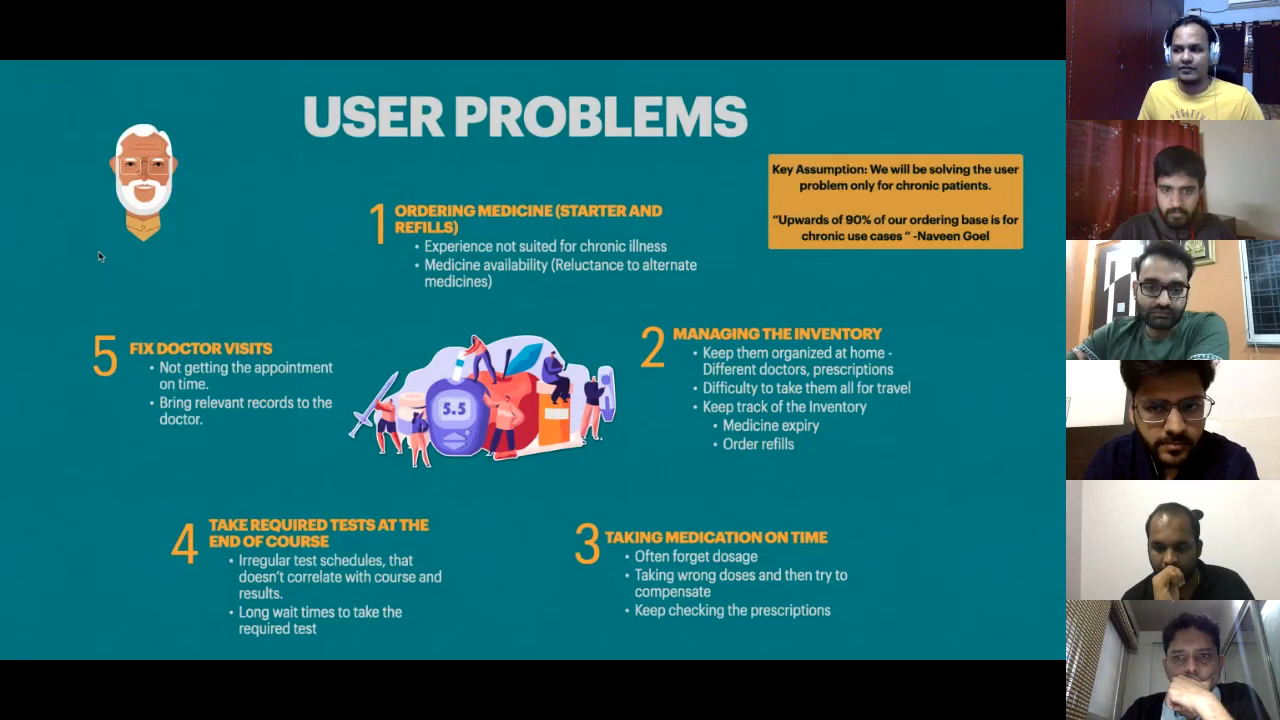 USER PROBLEMS
Key Assumption: We will be solving the user
problem only for chronic patients.
“Upwards of 90% of our ordering base is for
chronic use cases “ -Naveen Goel
1
ORDERING MEDICINE (STARTER AND
REFILLS)
• Experience not suited for chronic illness
• Medicine availability (Reluctance to alternate
medicines)
2
MANAGING THE INVENTORY
• Keep them organized at home -
Different doctors, prescriptions
• Difficulty to take them all for travel
• Keep track of the Inventory
• Medicine expiry
• Order refills
3
TAKING MEDICATION ON TIME
• Often forget dosage
• Taking wrong doses and then try to
compensate
• Keep checking the prescriptions
4
TAKE REQUIRED TESTS AT THE
END OF COURSE
• Irregular test schedules, that
doesn’t correlate with course and
results.
• Long wait times to take the
required test
5
FIX DOCTOR VISITS
• Not getting the appointment
on time.
• Bring relevant records to the
doctor.
5.5
POSITIV